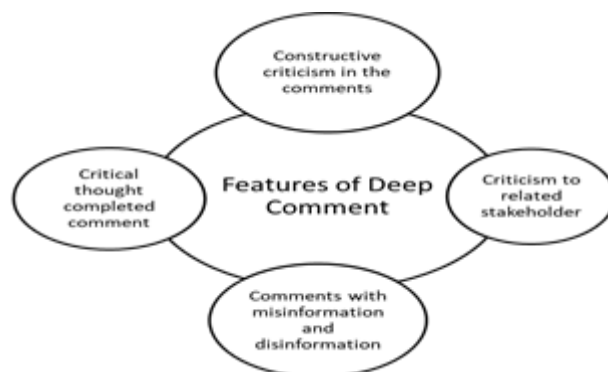 Constructive
criticism in the
comments
Critical
thought
completed
comment
Features of Deep
Comment
Criticism to
related
stakeholder
Comments with
misinformation
and
disinformation